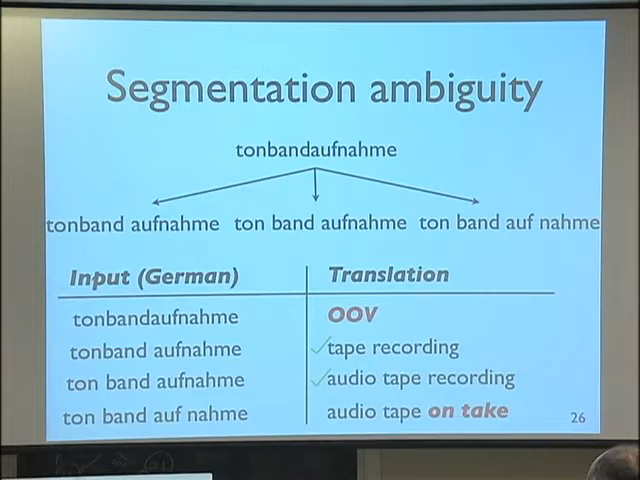 Segmentation ambiguity
tonbandaufnahme
tonband aufnahme ton band aufnahme ton band auf nahme
Input (German) Translation
tonbandaufnahme OOV
tonband aufnahme tape recording
ton band aufnahme audio tape recording
ton band auf nahme audio tape on take
26